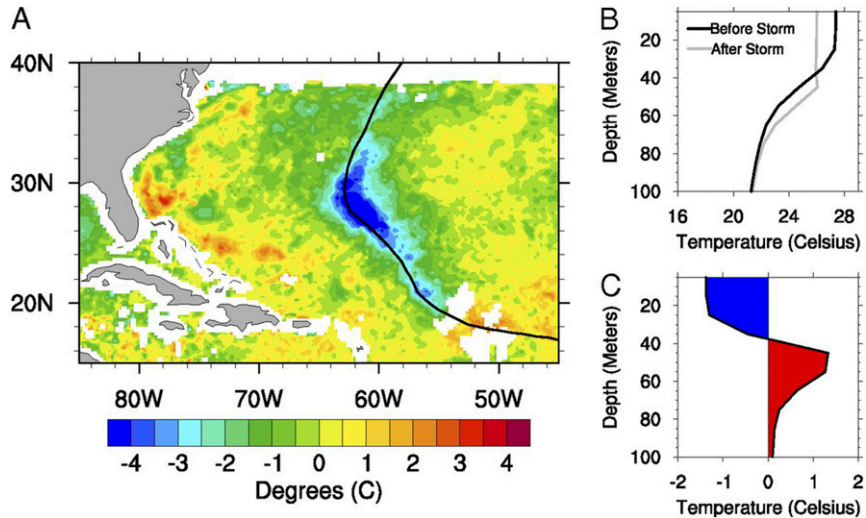 A
40N
30N
20N
80W 70W 60W 50W
-4 -3 -2 -1 0 1 2 3 4
Degrees (C)
B
Before Storm
After Storm
Depth (Meters)
20
40
60
80
100
16 20 24 28
Temperature (Celsius)
C
Depth (Meters)
20
40
60
80
100
-2 -1 0 1 2
Temperature (Celsius)